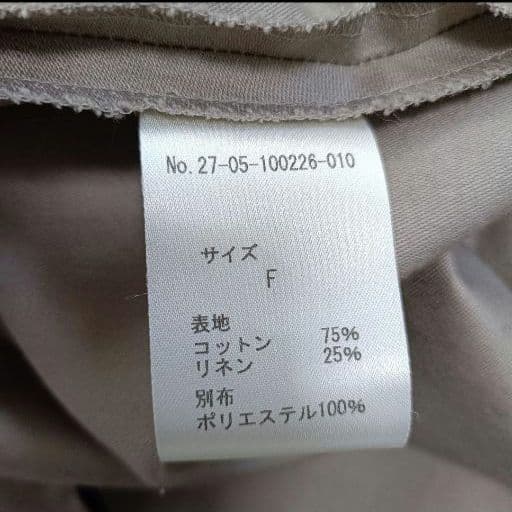 No. 27-05-100226-010
サイズ
F
表地
コットン 75%
リネン 25%
別布
ポリエステル100%